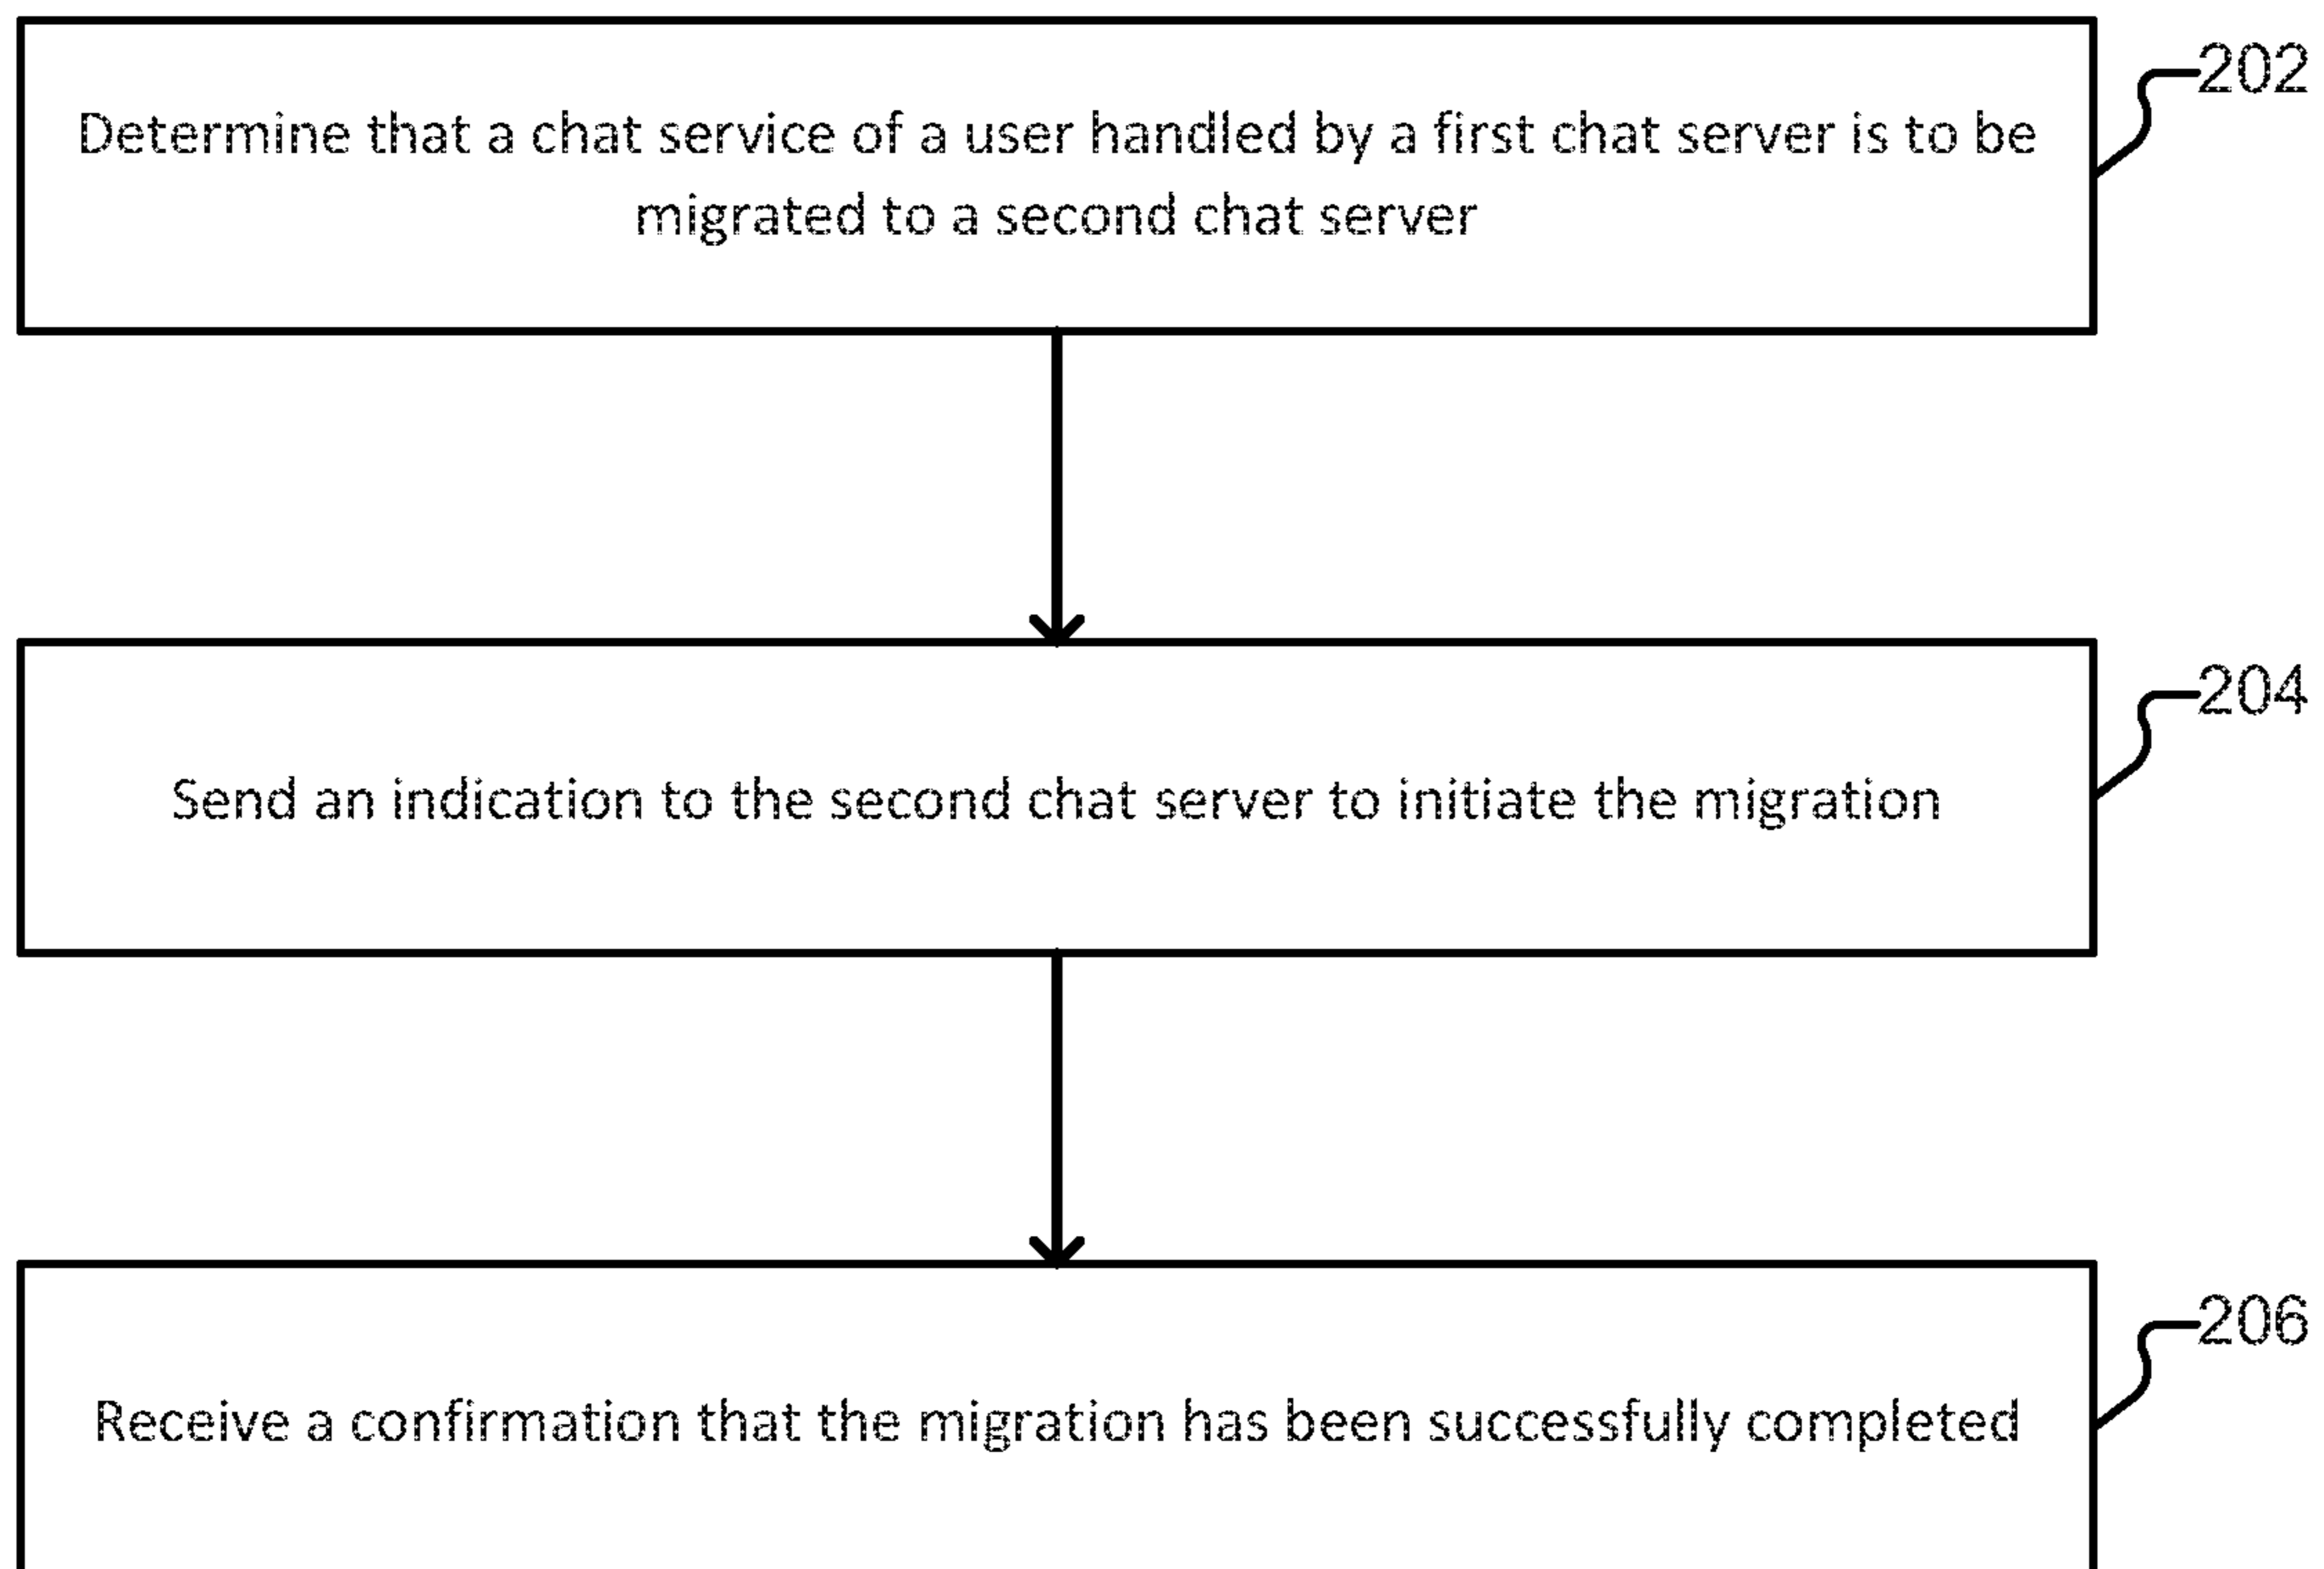 202
Determine that a chat service of a user handled by a first chat server is to be
migrated to a second chat server
204
Send an indication to the second chat server to initiate the migration
206
Receive a confirmation that the migration has been successfully completed